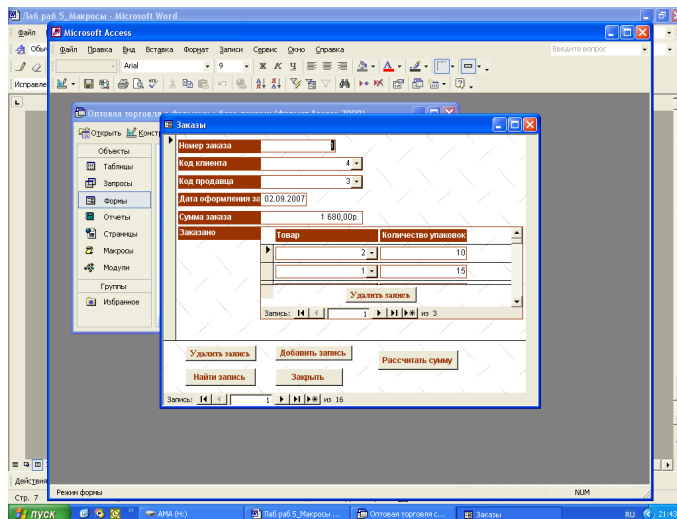 Лаб раб 5_Макросы - Microsoft Word
Файл
Microsoft Access
Файл Правка Вид Вставка Формат Записи Сервис Окно Справка
Введите вопрос
Arial 9 Ж К Ч
Исправле
Оптовая торговля
Открыть Конст
Объекты
Таблицы
Запросы
Формы
Отчеты
Страницы
Макросы
Модули
Группы
Избранное
Заказы
Номер заказа
Код клиента 4
Код продавца 3
Дата оформления за 02.09.2007
Сумма заказа 1 680,00р.
Заказано
Товар Количество упаковок
2 10
1 15
Удалить запись
Запись: 1 из 3
Удалить запись Добавить запись Рассчитать сумму
Найти запись Закрыть
Запись: 1 из 16
Действия
Стр. 7
Режим формы NUM
пуск AMA (H:) Лаб раб 5_Макросы ... Оптовая торговля с... Заказы RU 21:43